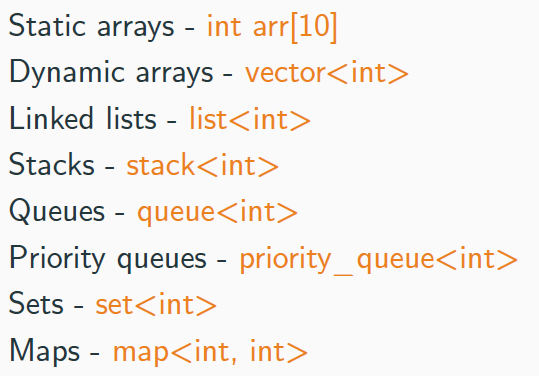 Static arrays - int arr[10]
Dynamic arrays - vector<int>
Linked lists - list<int>
Stacks - stack<int>
Queues - queue<int>
Priority queues - priority_queue<int>
Sets - set<int>
Maps - map<int, int>